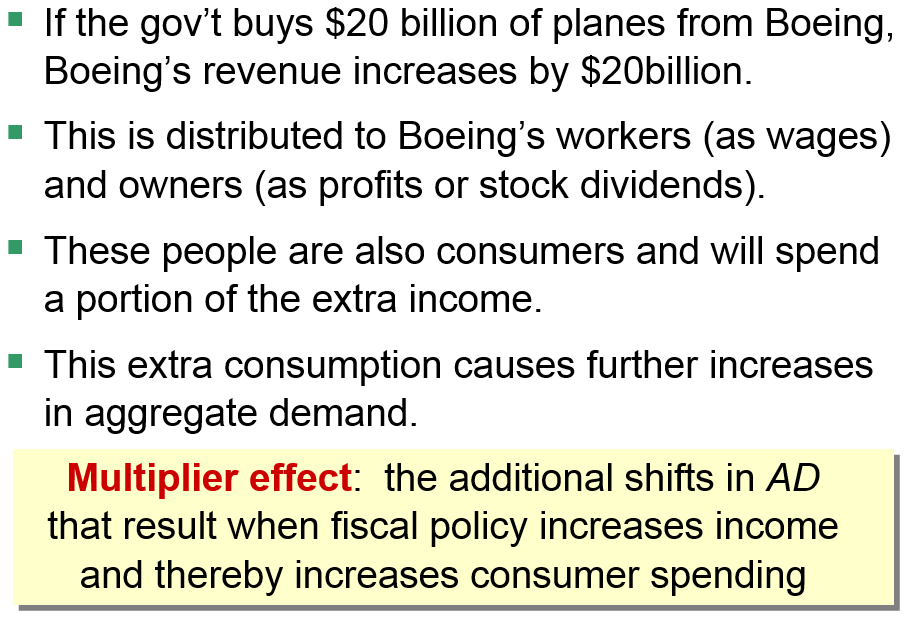 If the gov’t buys $20 billion of planes from Boeing,
Boeing’s revenue increases by $20billion.
This is distributed to Boeing’s workers (as wages)
and owners (as profits or stock dividends).
These people are also consumers and will spend
a portion of the extra income.
This extra consumption causes further increases
in aggregate demand.
Multiplier effect:  the additional shifts in AD
that result when fiscal policy increases income
and thereby increases consumer spending